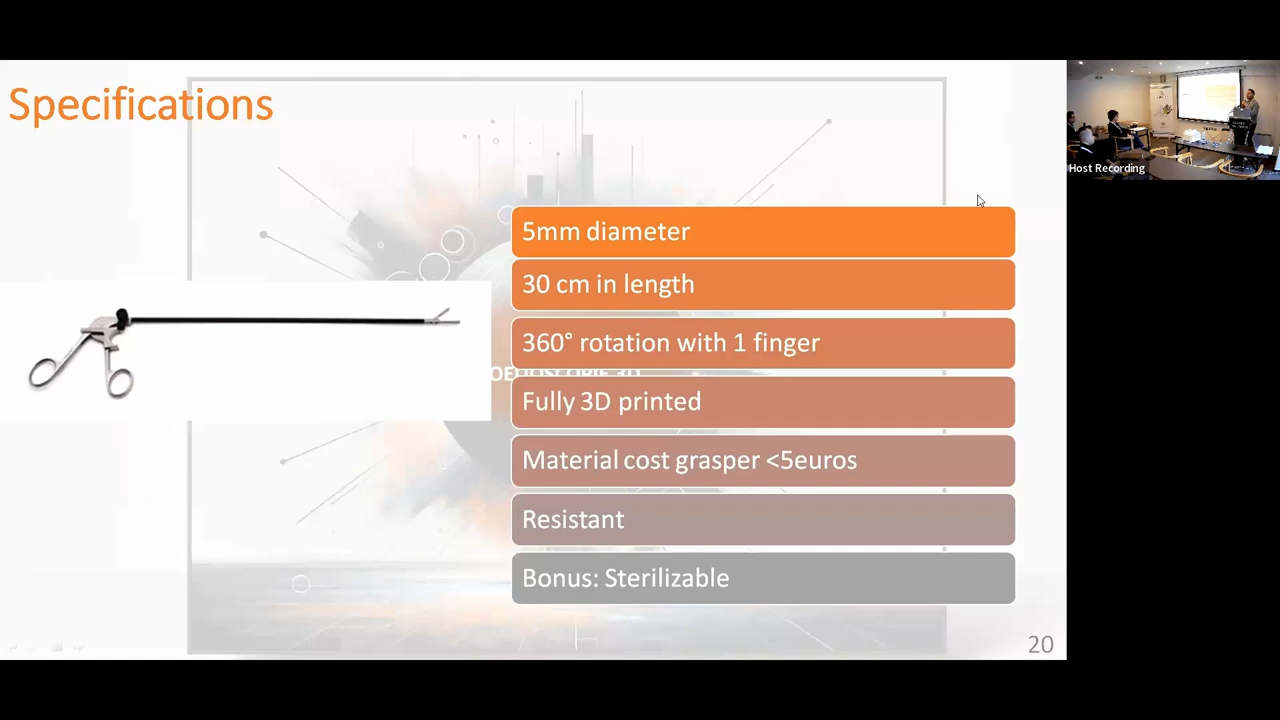 Specifications
Host Recording
5mm diameter
30 cm in length
360° rotation with 1 finger
Fully 3D printed
Material cost grasper <5euros
Resistant
Bonus: Sterilizable
20